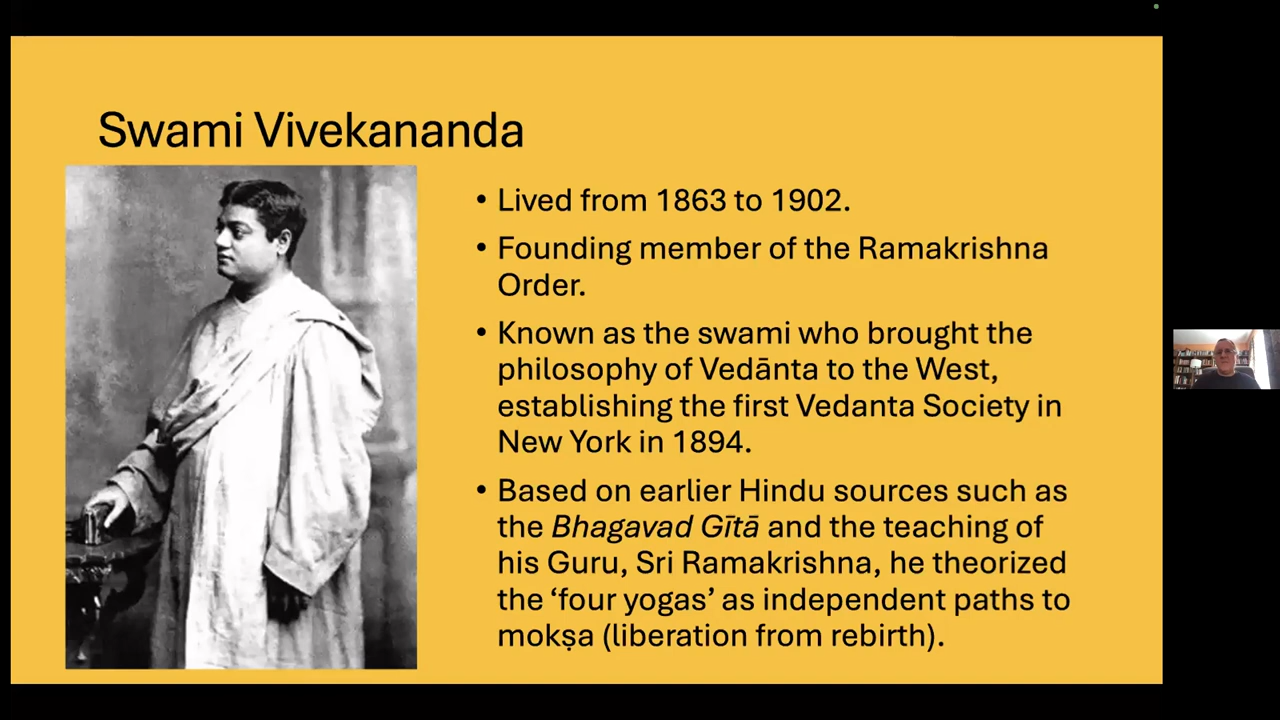 Swami Vivekananda
• Lived from 1863 to 1902.
• Founding member of the Ramakrishna
Order.
• Known as the swami who brought the
philosophy of Vedānta to the West,
establishing the first Vedanta Society in
New York in 1894.
• Based on earlier Hindu sources such as
the Bhagavad Gītā and the teaching of
his Guru, Sri Ramakrishna, he theorized
the ‘four yogas’ as independent paths to
mokṣa (liberation from rebirth).